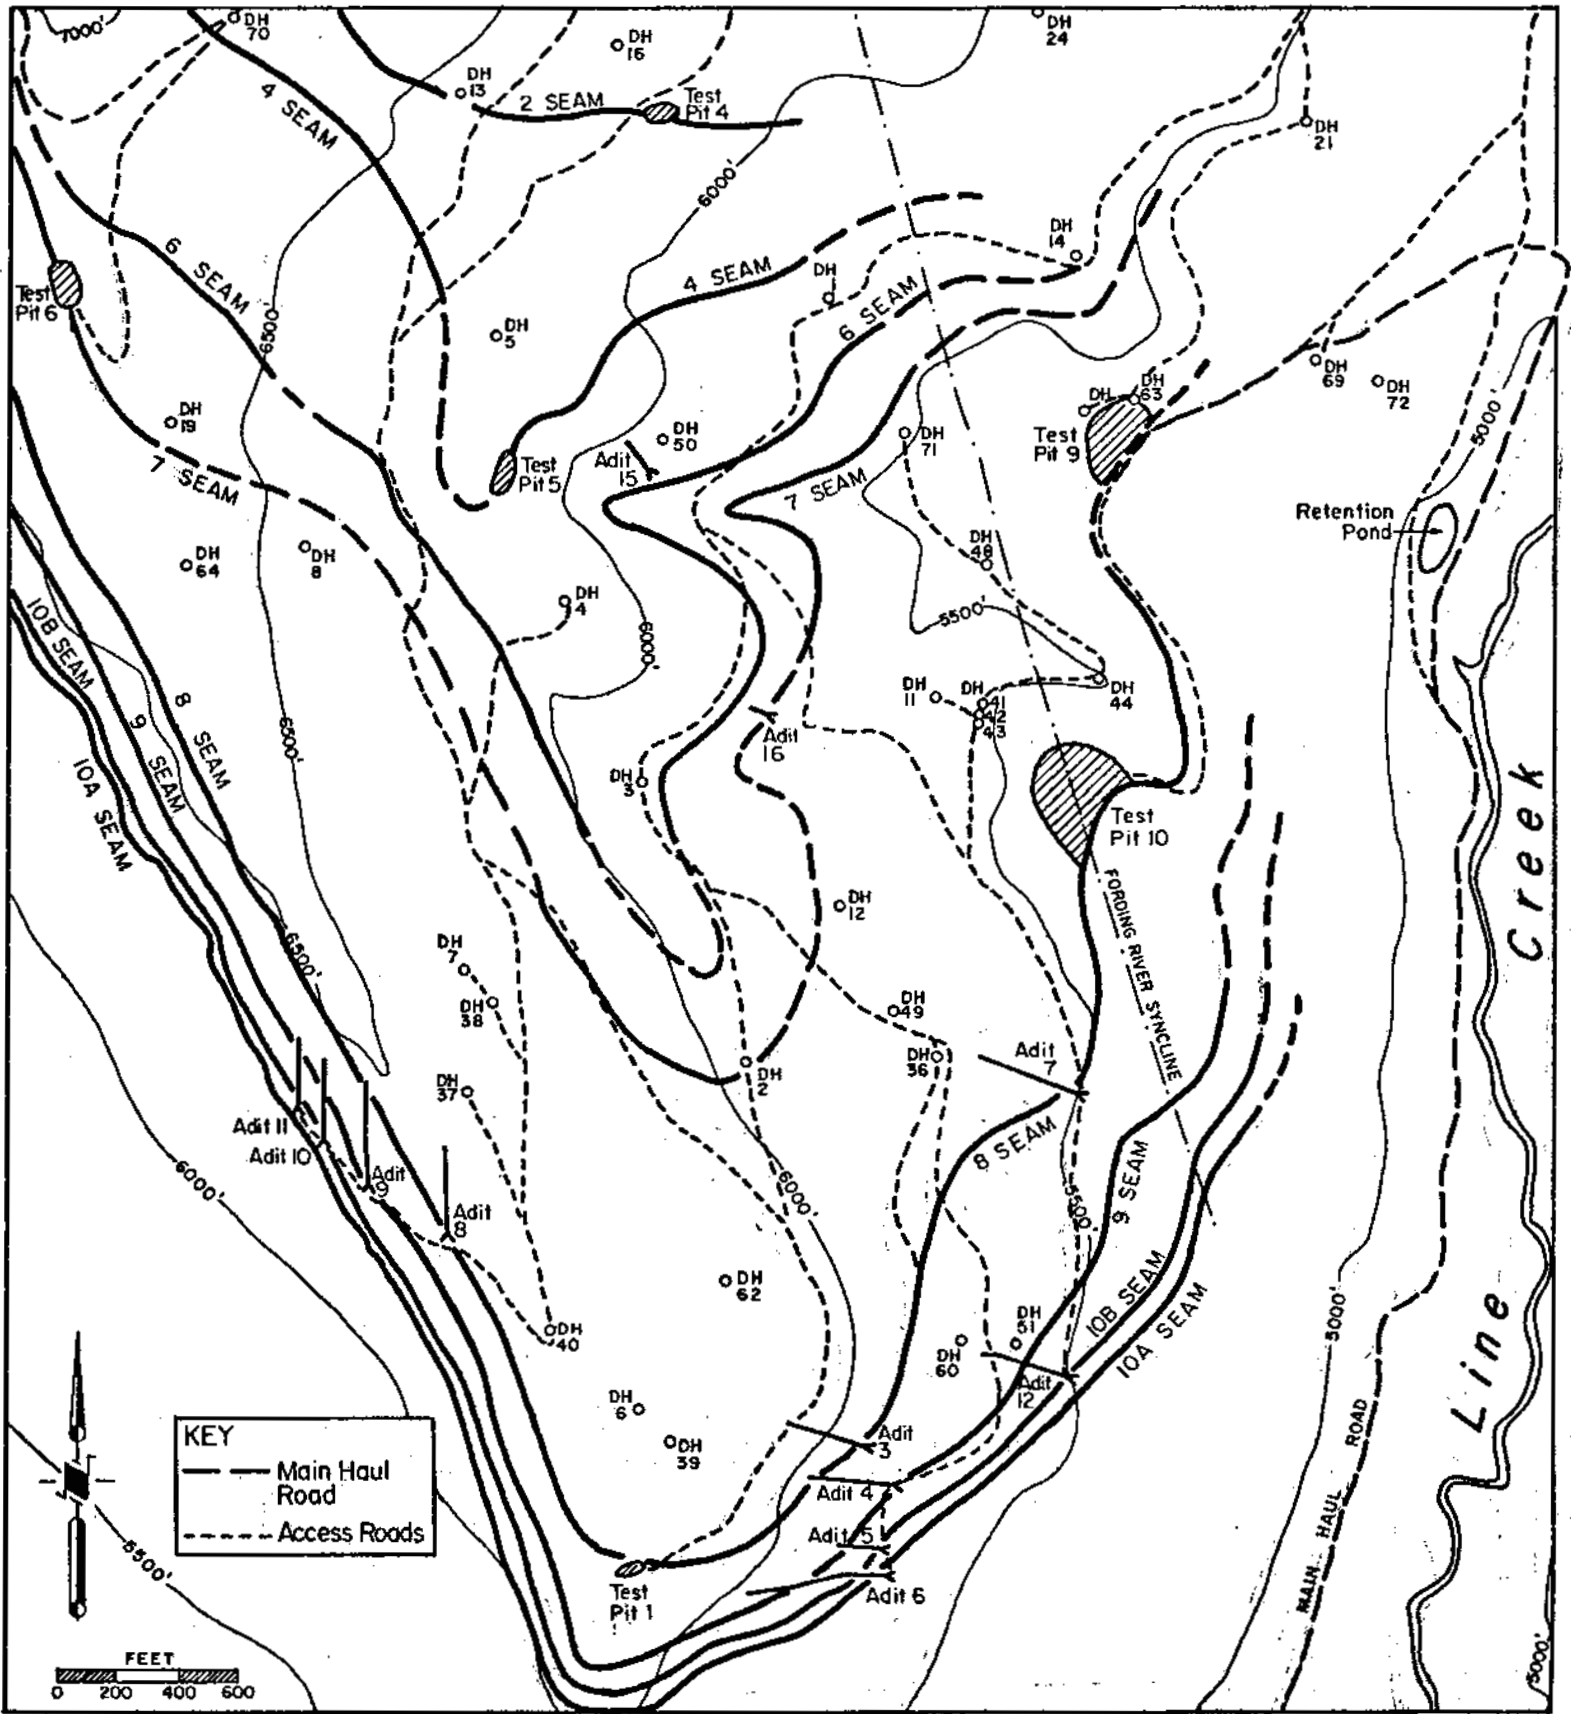 7000'
DH
70
DH
16
DH
24
DH
13
2 SEAM
Test
Pit 4
4 SEAM
DH
21
6000'
6 SEAM
DH
14
4 SEAM
DH
1
Test
Pit 6
6500'
DH
5
6 SEAM
DH
69
DH
72
DH
63
DH
DH
19
DH
50
DH
71
Test
Pit 9
5000'
7 SEAM
Test
Pit 5
Adit
15
7 SEAM
Retention
Pond
DH
64
DH
8
DH
48
DH
4
10B SEAM
6000'
5500'
8 SEAM
9 SEAM
6500'
DH
11
DH
41
42
43
DH
44
Adit
16
10A SEAM
DH
3
Test
Pit 10
Line Creek
DH
12
FORDING RIVER SYNCLINE
6500'
DH
7
DH
38
DH
49
DH
36
Adit
7
DH
2
DH
37
Adit 11
Adit 10
8 SEAM
6000'
Adit
9
Adit
8
6000'
5500'
9 SEAM
DH
62
10B SEAM
10A SEAM
5000'
DH
40
DH
51
DH
60
Adit
12
DH
6
DH
39
Adit
3
MAIN HAUL ROAD
KEY
Main Haul
Road
Access Roads
Adit 4
Adit 5
5500'
Test
Pit 1
Adit 6
5000'
FEET
0 200 400 600